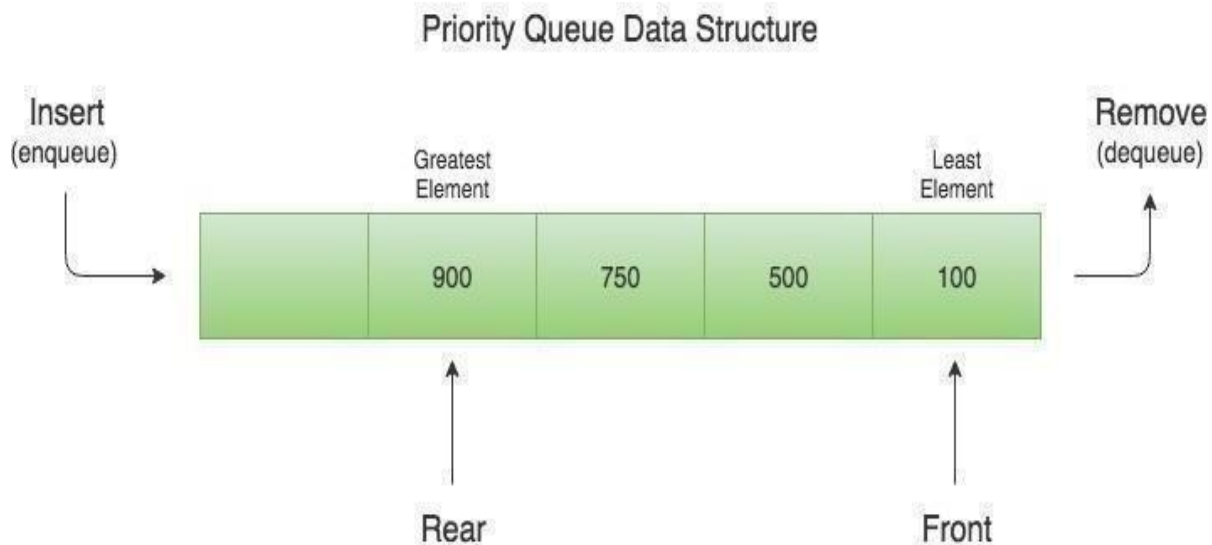 Priority Queue Data Structure
Insert
(enqueue)
Remove
(dequeue)
Greatest
Element
Least
Element
900 750 500 100
Rear
Front